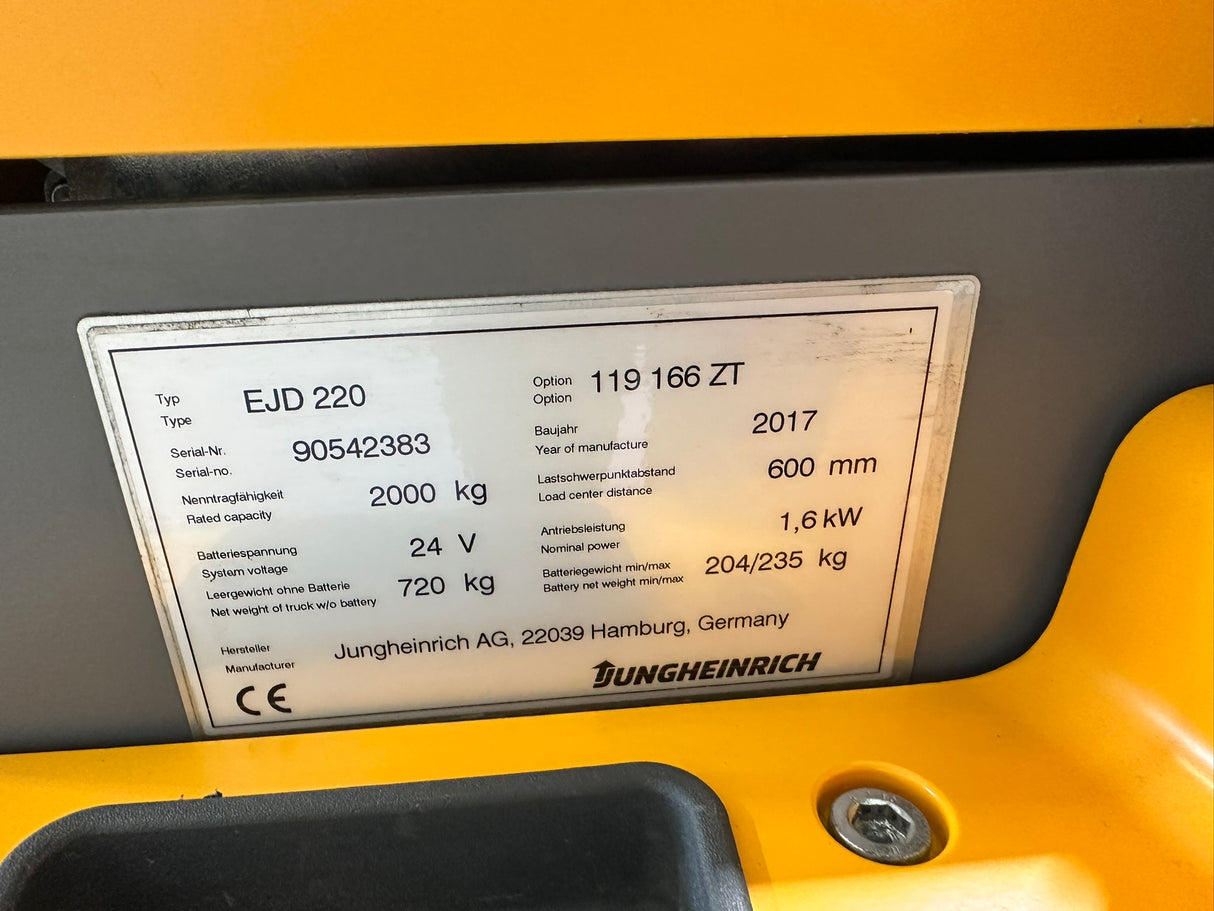 Typ EJD 220 Option 119 166 ZT
Type Option
Serial-Nr. 90542383 Baujahr 2017
Serial-no. Year of manufacture
Nenntragfähigkeit 2000 kg Lastschwerpunktabstand 600 mm
Rated capacity Load center distance
Batteriespannung 24 V Antriebsleistung 1,6 kW
System voltage Nominal power
Leergewicht ohne Batterie 720 kg Batteriegewicht min/max 204/235 kg
Net weight of truck w/o battery Battery net weight min/max
Hersteller Jungheinrich AG, 22039 Hamburg, Germany
Manufacturer
CE JUNGHEINRICH